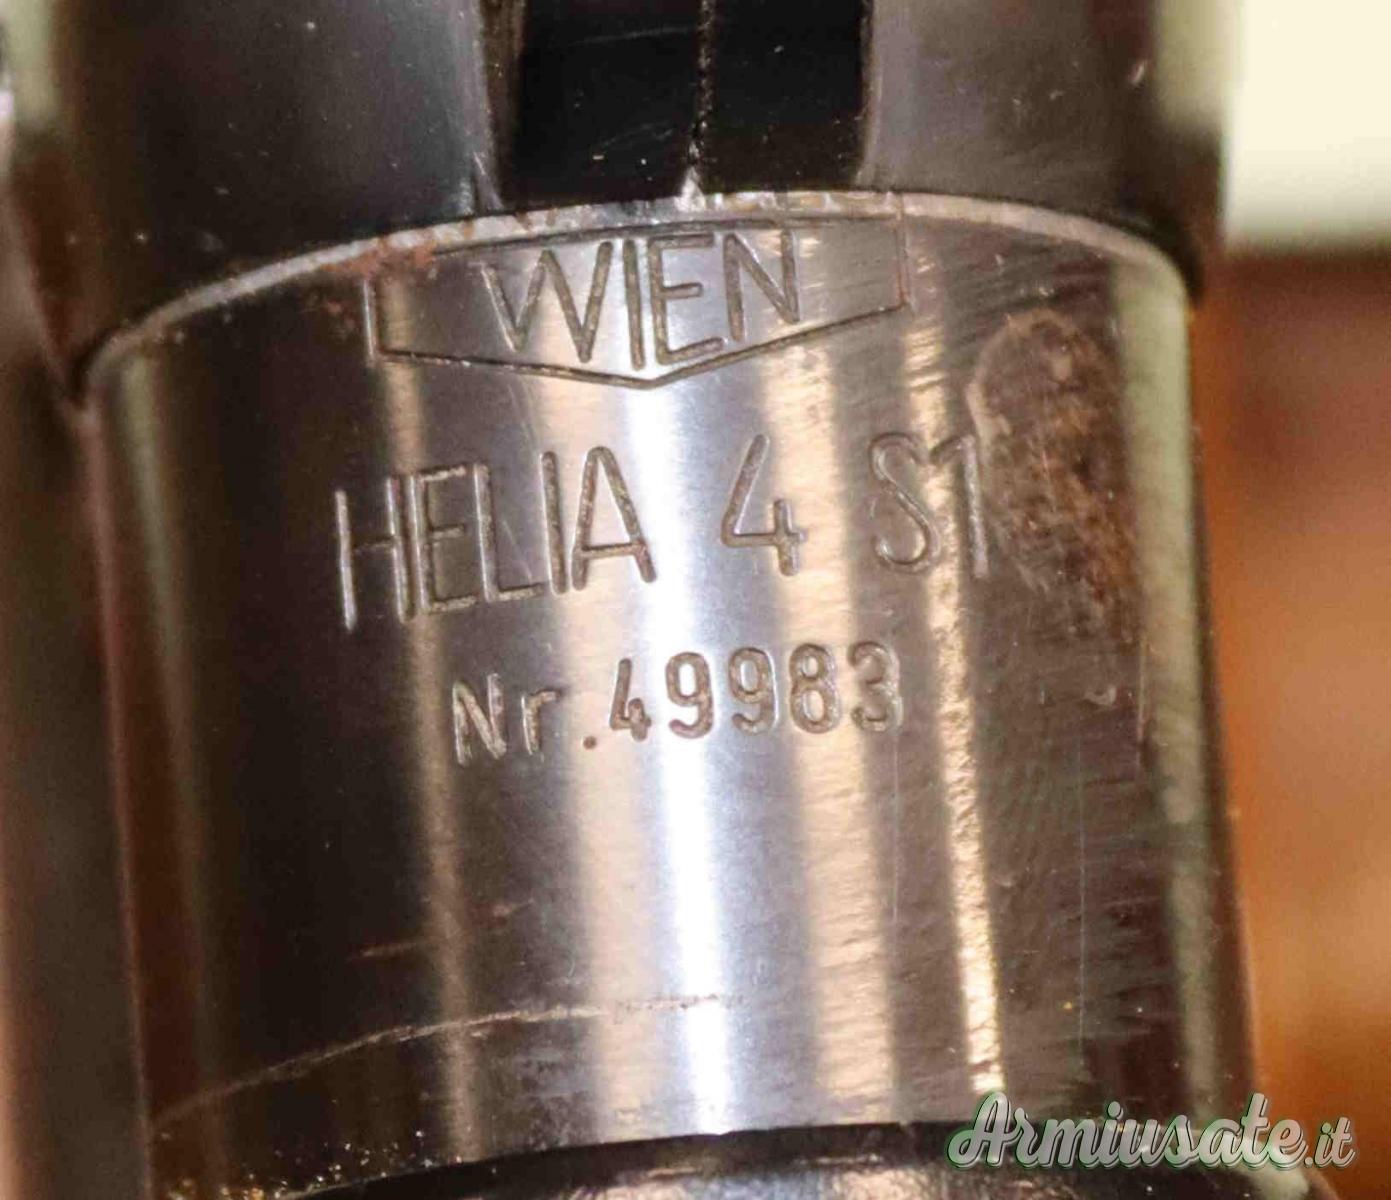 WIEN
HELIA 4 S1
Nr.49983
Armiusate.it